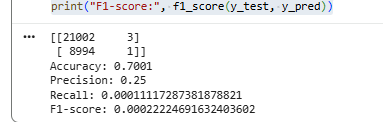 print("F1-score:", f1_score(y_test, y_pred))
[[21002 3]
[ 8994 1]]
Accuracy: 0.7001
Precision: 0.25
Recall: 0.00011117287381878821
F1-score: 0.00022224691632403602